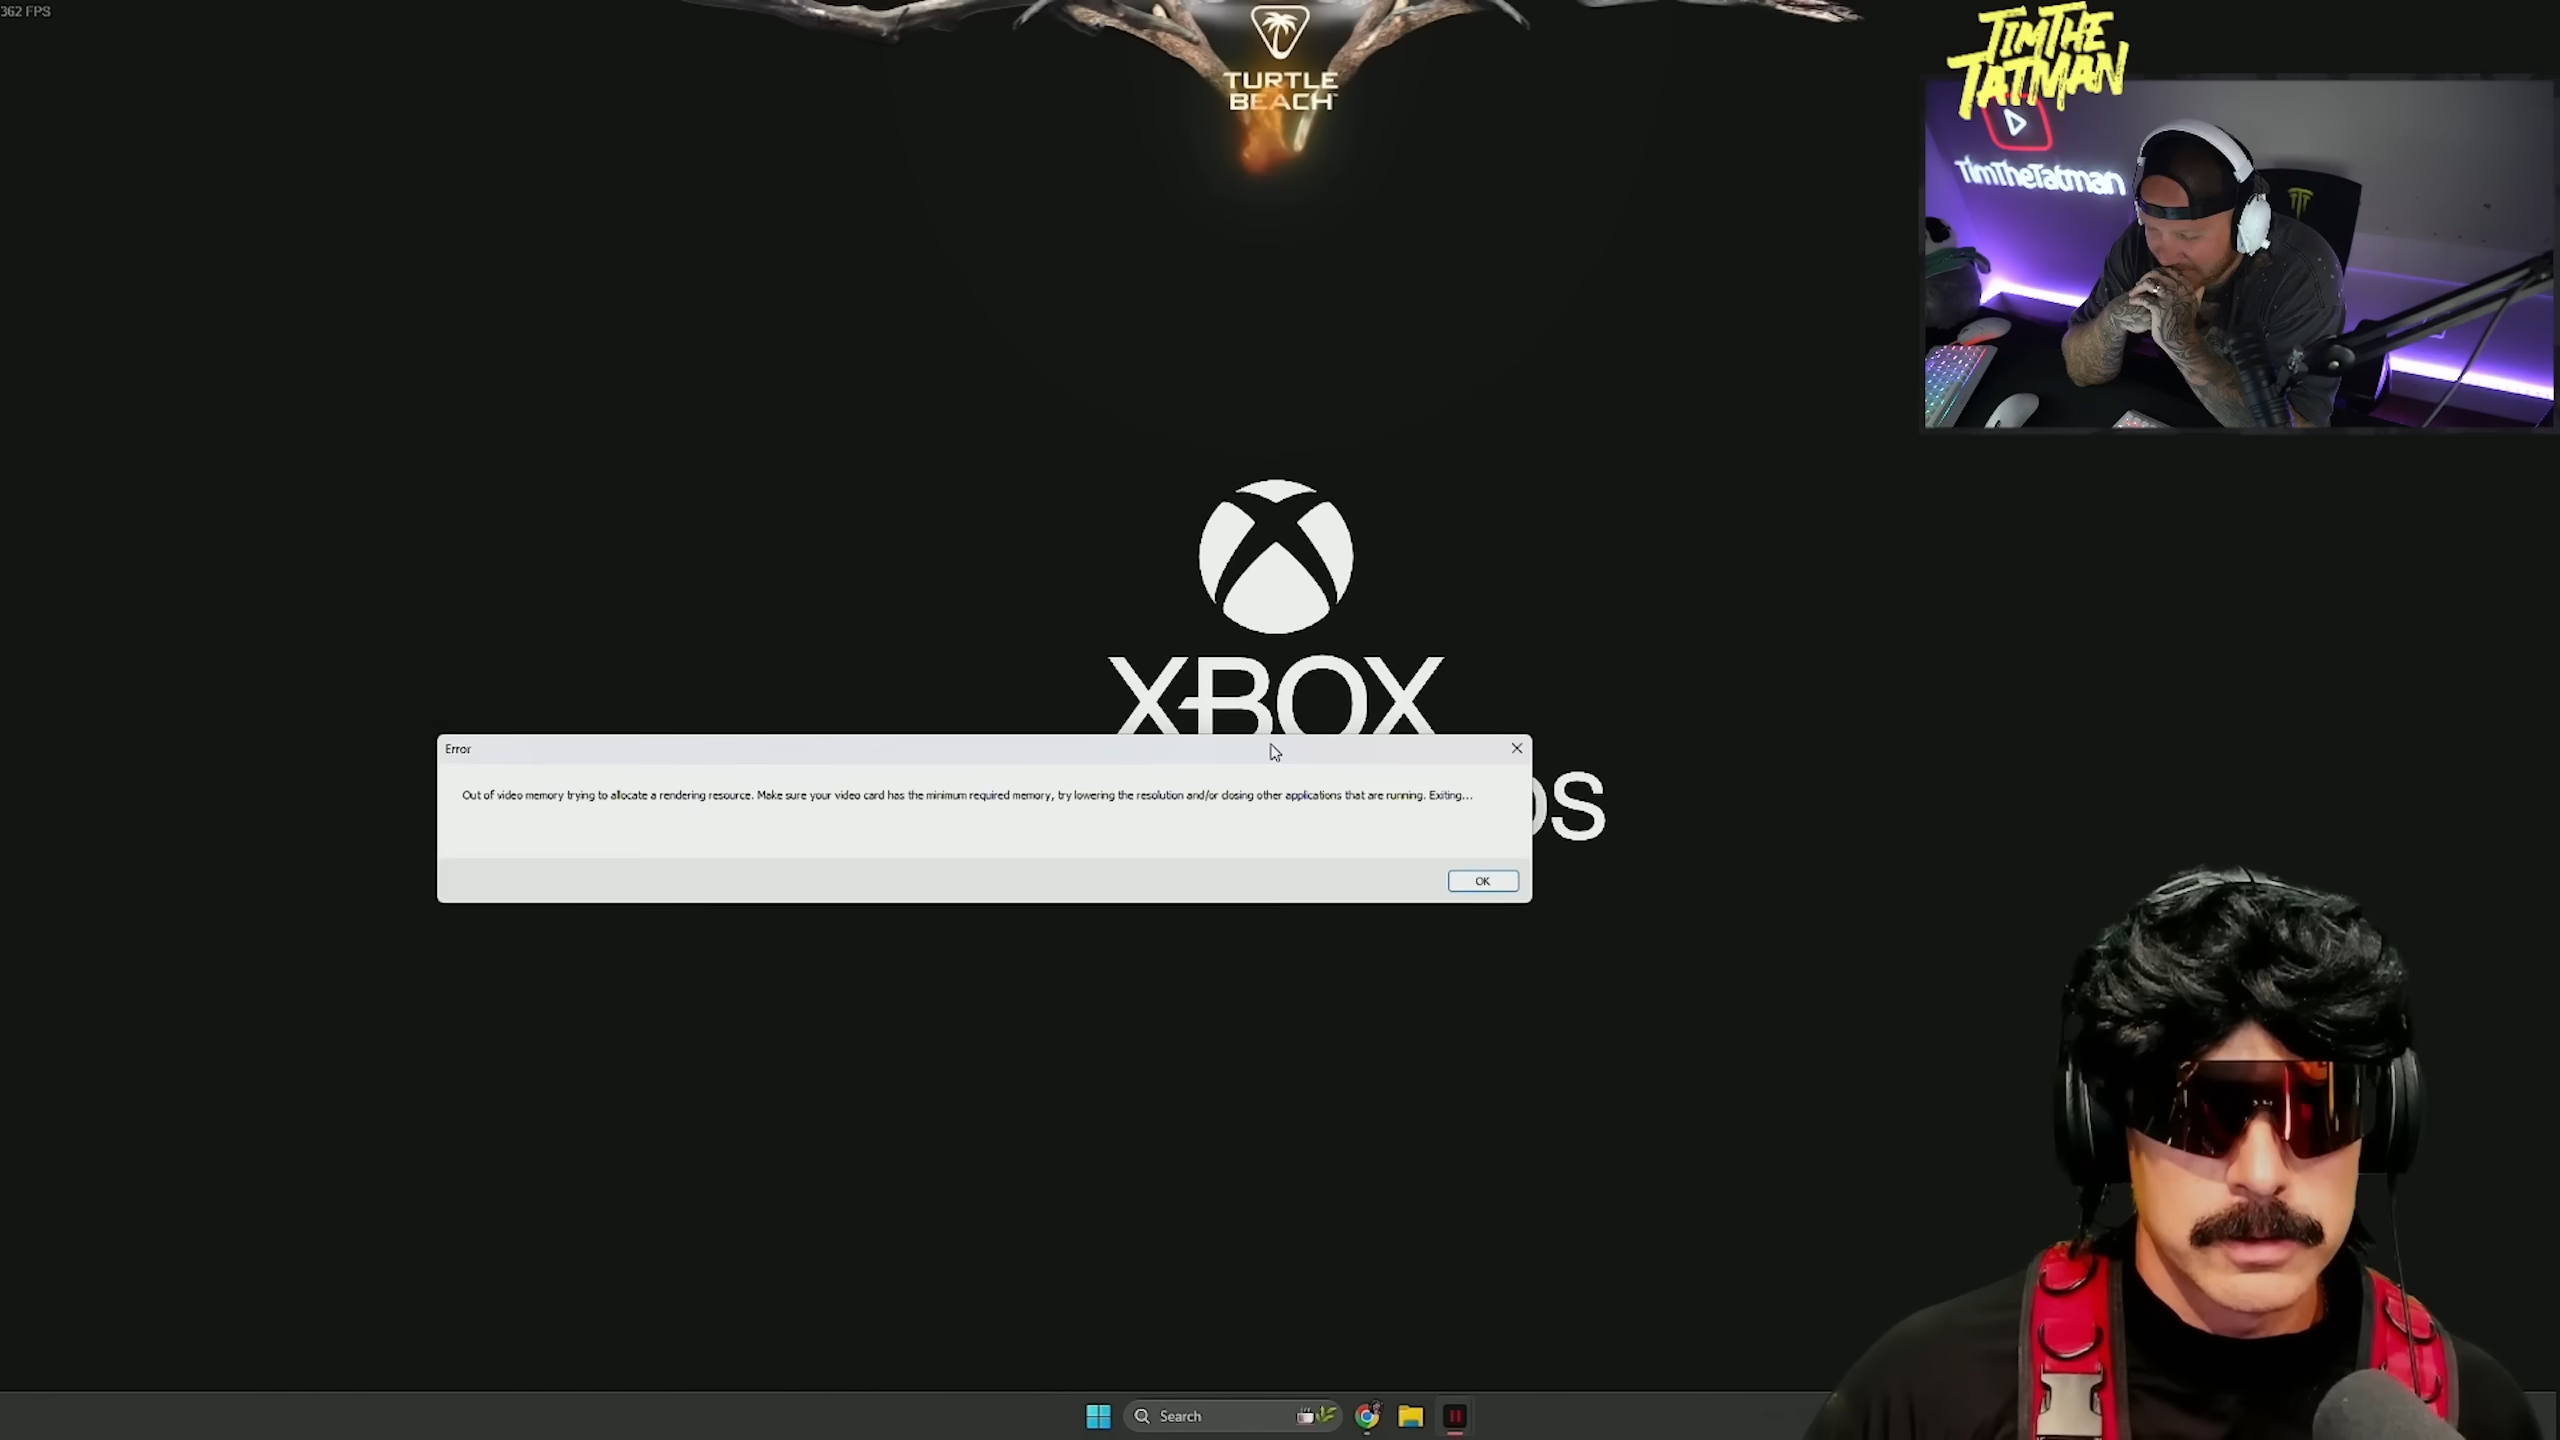 362 FPS
TURTLE
BEACH
TIMTHE
TATMAN
TimTheTatman
XBOX
Error
Out of video memory trying to allocate a rendering resource. Make sure your video card has the minimum required memory, try lowering the resolution and/or closing other applications that are running. Exiting...
OK
Search